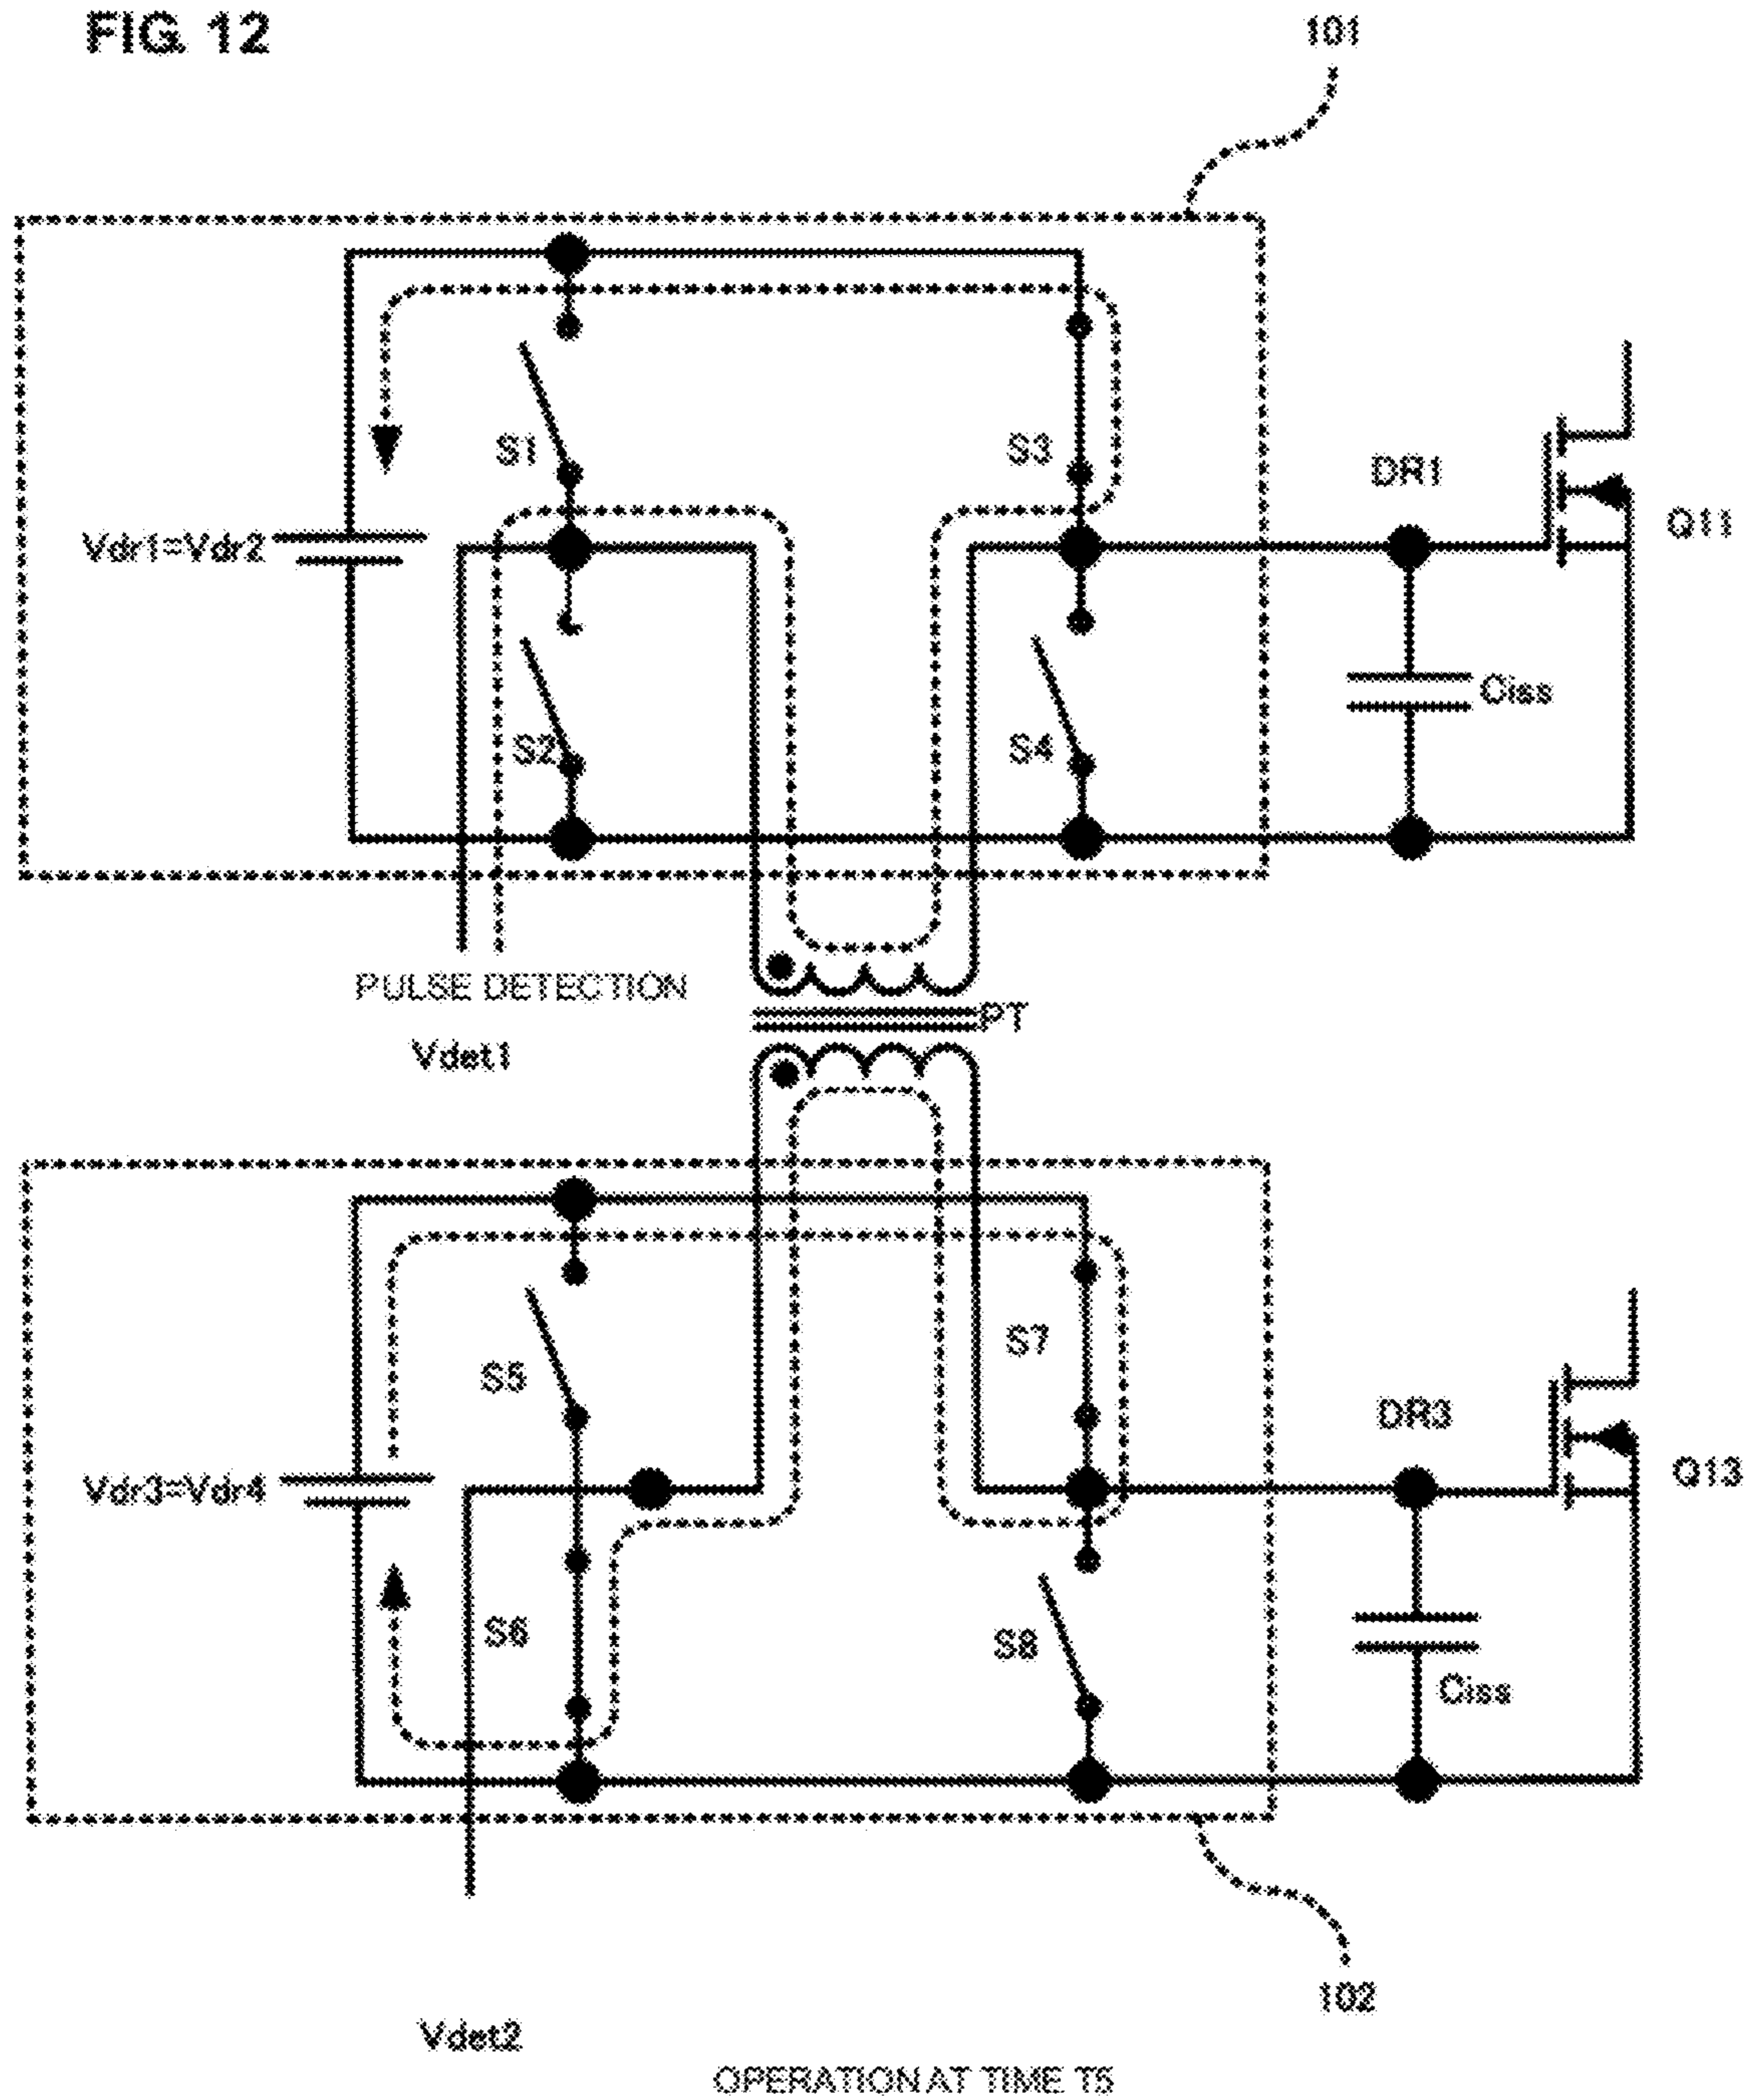 FIG. 12
101
S1
S3
DR1
Vdr1=Vdr2
Q11
Ciss
S2
S4
PULSE DETECTION
PT
Vdet1
S7
S5
DR3
Vdr3=Vdr4
Q13
S6
S8
Ciss
102
Vdet2
OPERATION AT TIME T5